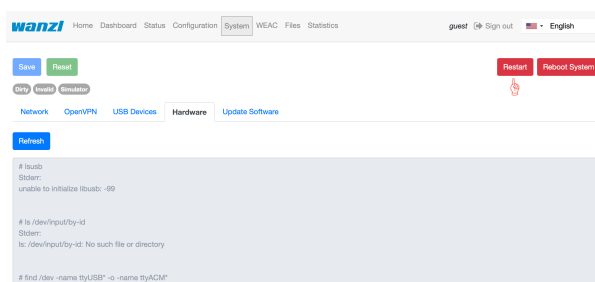 wanzl Home Dashboard Status Configuration System WEAC Files Statistics guest Sign out English
Save Reset Restart Reboot System
Dirty Invalid Simulator
Network OpenVPN USB Devices Hardware Update Software
Refresh
# lsusb
Stderr:
unable to initialize libusb: -99
# ls /dev/input/by-id
Stderr:
ls: /dev/input/by-id: No such file or directory
# find /dev -name ttyUSB* -o -name ttyACM*